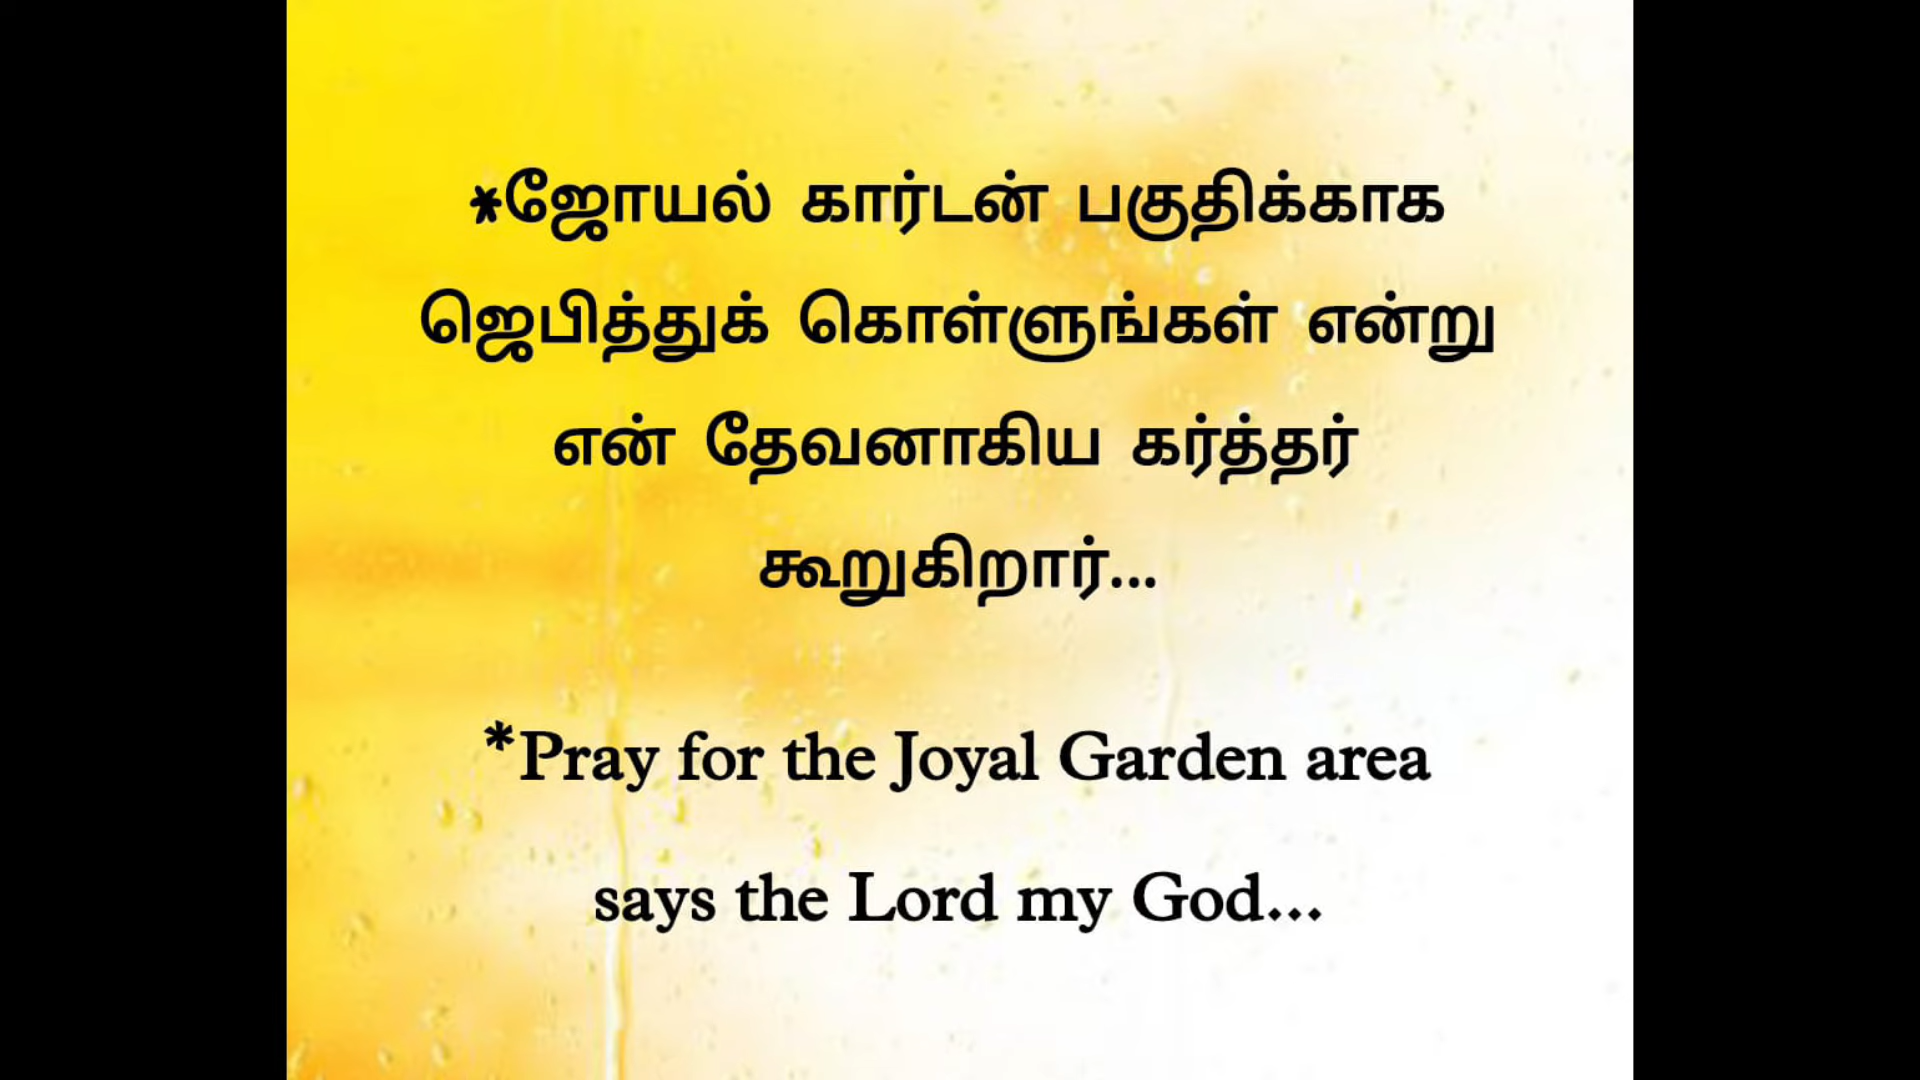 *ஜோயல் கார்டன் பகுதிக்காக
ஜெபித்துக் கொள்ளுங்கள் என்று
என் தேவனாகிய கர்த்தர்
கூறுகிறார்...
*Pray for the Joyal Garden area
says the Lord my God...